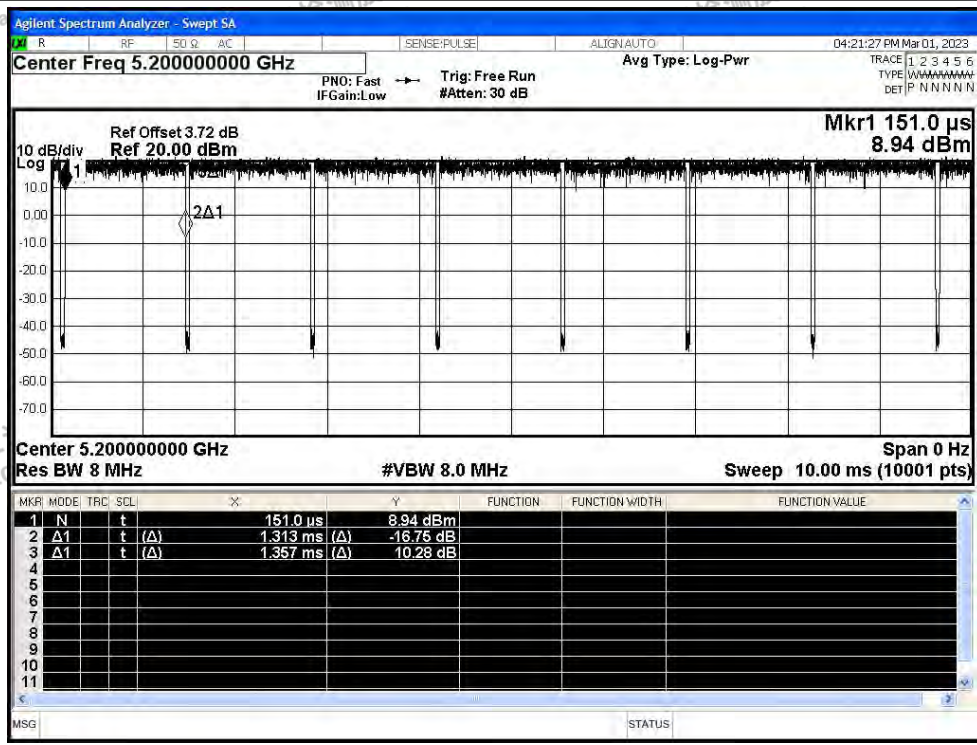 Agilent Spectrum Analyzer - Swept SA
LXI R RF 50 Ω AC SENSE:PULSE ALIGNAUTO 04:21:27 PM Mar 01, 2023
Center Freq 5.200000000 GHz
Avg Type: Log-Pwr
TRACE 1 2 3 4 5 6
PNO: Fast Trig: Free Run
TYPE WWWWWW
IFGain:Low #Atten: 30 dB
DET P N N N N N
Mkr1 151.0 µs
Ref Offset 3.72 dB
8.94 dBm
10 dB/div Ref 20.00 dBm
Log
1
10.0
0.00
2Δ1
-10.0
-20.0
-30.0
-40.0
-50.0
-60.0
-70.0
Center 5.200000000 GHz Span 0 Hz
Res BW 8 MHz #VBW 8.0 MHz Sweep 10.00 ms (10001 pts)
MKR MODE TRC SCL X Y FUNCTION FUNCTION WIDTH FUNCTION VALUE
1 N t 151.0 µs 8.94 dBm
2 Δ1 t (Δ) 1.313 ms (Δ) -16.75 dB
3 Δ1 t (Δ) 1.357 ms (Δ) 10.28 dB
4
5
6
7
8
9
10
11
MSG STATUS